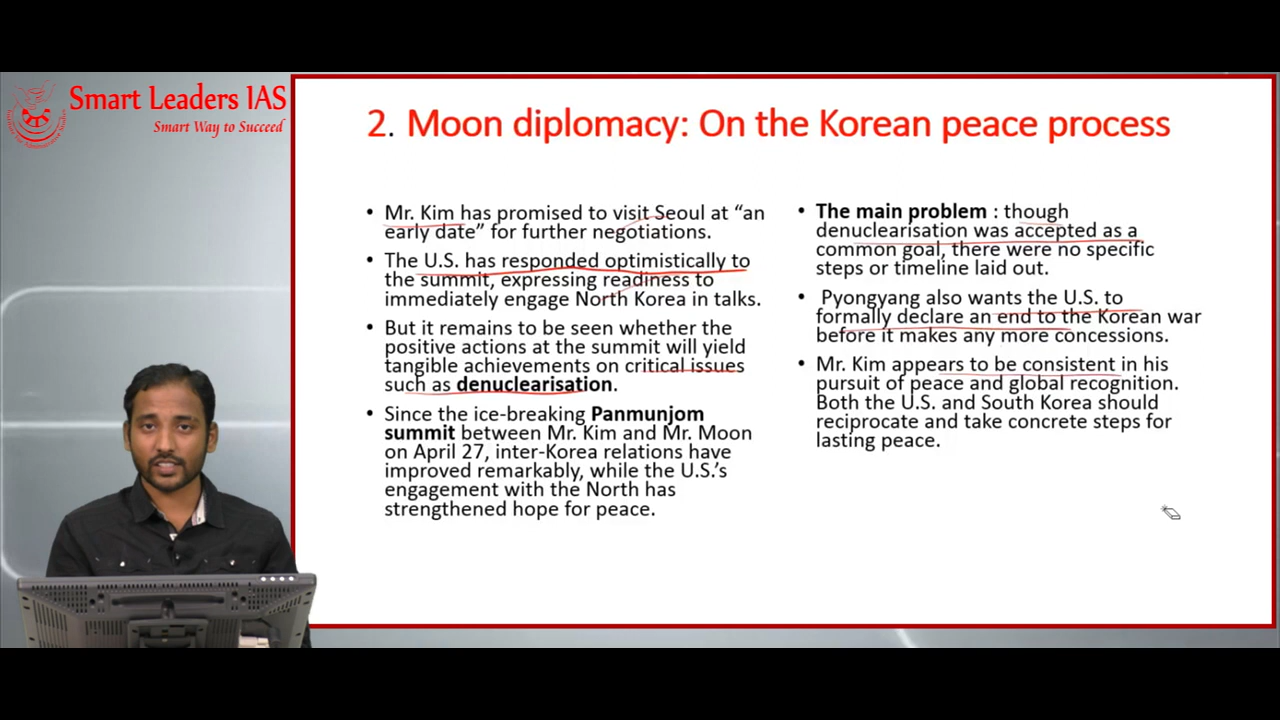 Smart Leaders IAS
Smart Way to Succeed
2. Moon diplomacy: On the Korean peace process
• Mr. Kim has promised to visit Seoul at “an
early date” for further negotiations.
• The U.S. has responded optimistically to
the summit, expressing readiness to
immediately engage North Korea in talks.
• But it remains to be seen whether the
positive actions at the summit will yield
tangible achievements on critical issues
such as denuclearisation.
• Since the ice-breaking Panmunjom
summit between Mr. Kim and Mr. Moon
on April 27, inter-Korea relations have
improved remarkably, while the U.S.’s
engagement with the North has
strengthened hope for peace.
• The main problem : though
denuclearisation was accepted as a
common goal, there were no specific
steps or timeline laid out.
• Pyongyang also wants the U.S. to
formally declare an end to the Korean war
before it makes any more concessions.
• Mr. Kim appears to be consistent in his
pursuit of peace and global recognition.
Both the U.S. and South Korea should
reciprocate and take concrete steps for
lasting peace.